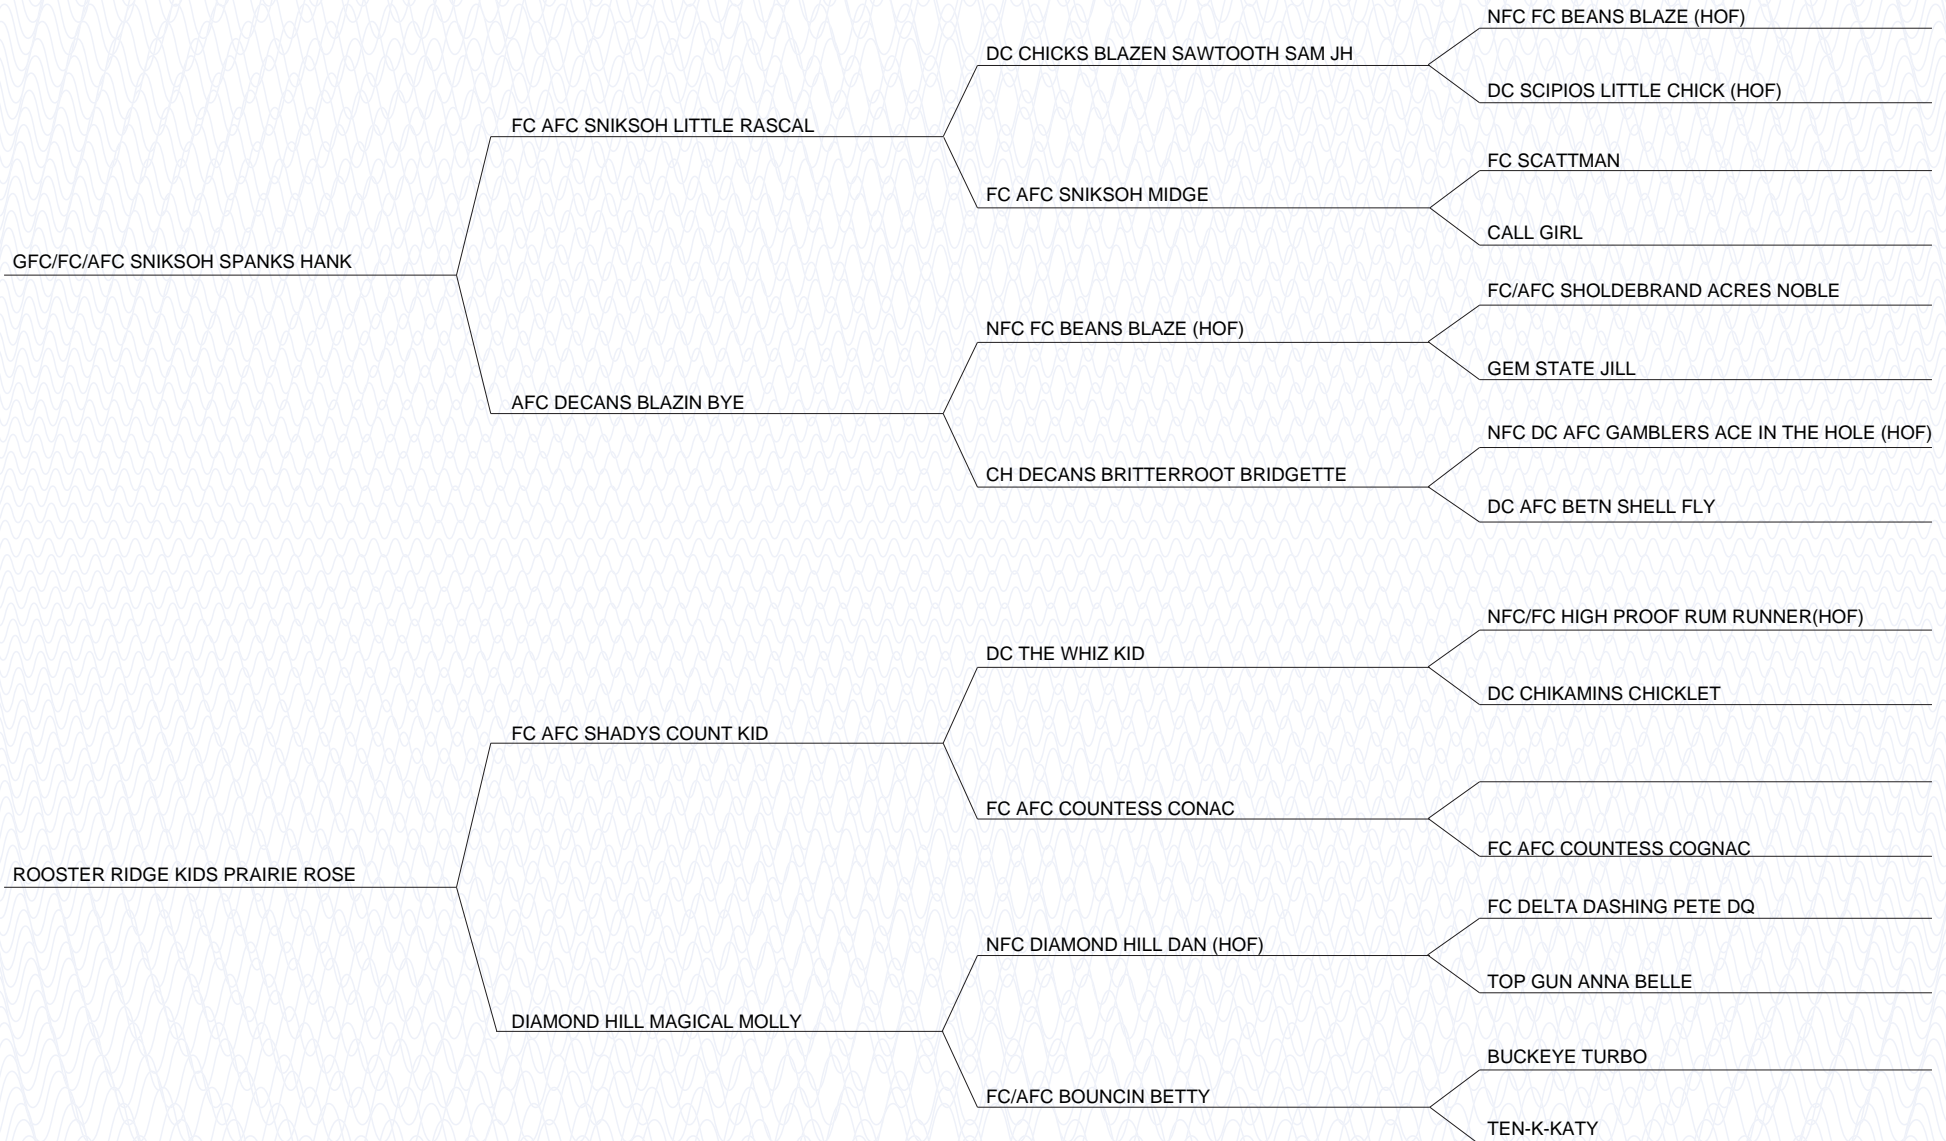 NFC FC BEANS BLAZE (HOF)
DC CHICKS BLAZEN SAWTOOTH SAM JH
DC SCIPIOS LITTLE CHICK (HOF)
FC AFC SNIKSOH LITTLE RASCAL
FC SCATTMAN
FC AFC SNIKSOH MIDGE
CALL GIRL
GFC/FC/AFC SNIKSOH SPANKS HANK
FC/AFC SHOLDEBRAND ACRES NOBLE
NFC FC BEANS BLAZE (HOF)
GEM STATE JILL
AFC DECANS BLAZIN BYE
NFC DC AFC GAMBLERS ACE IN THE HOLE (HOF)
CH DECANS BRITTERROOT BRIDGETTE
DC AFC BETN SHELL FLY
NFC/FC HIGH PROOF RUM RUNNER(HOF)
DC THE WHIZ KID
DC CHIKAMINS CHICKLET
FC AFC SHADYS COUNT KID
FC AFC COUNTESS CONAC
FC AFC COUNTESS COGNAC
ROOSTER RIDGE KIDS PRAIRIE ROSE
FC DELTA DASHING PETE DQ
NFC DIAMOND HILL DAN (HOF)
TOP GUN ANNA BELLE
DIAMOND HILL MAGICAL MOLLY
BUCKEYE TURBO
FC/AFC BOUNCIN BETTY
TEN-K-KATY